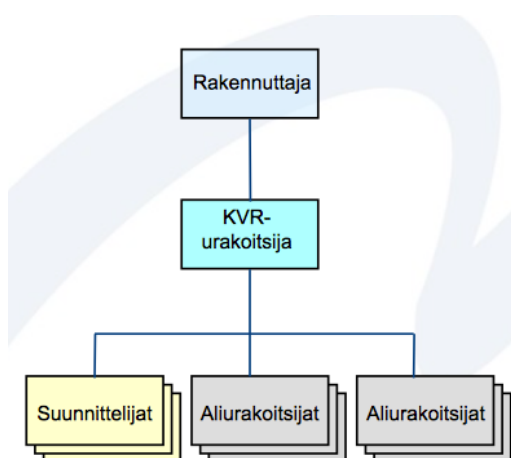 Rakennuttaja
KVR-
urakoitsija
Suunnittelijat
Aliurakoitsijat
Aliurakoitsijat